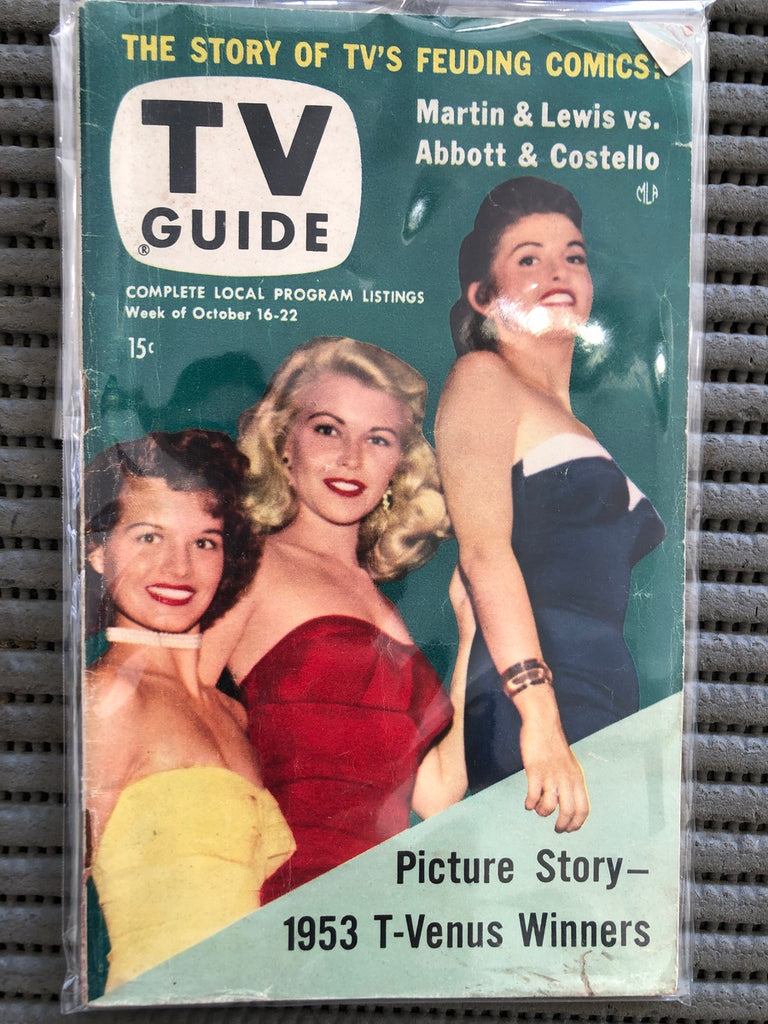 THE STORY OF TV'S FEUDING COMICS:
Martin & Lewis vs.
Abbott & Costello
MLA
TV
GUIDE
®
COMPLETE LOCAL PROGRAM LISTINGS
Week of October 16-22
15¢
Picture Story—
1953 T-Venus Winners